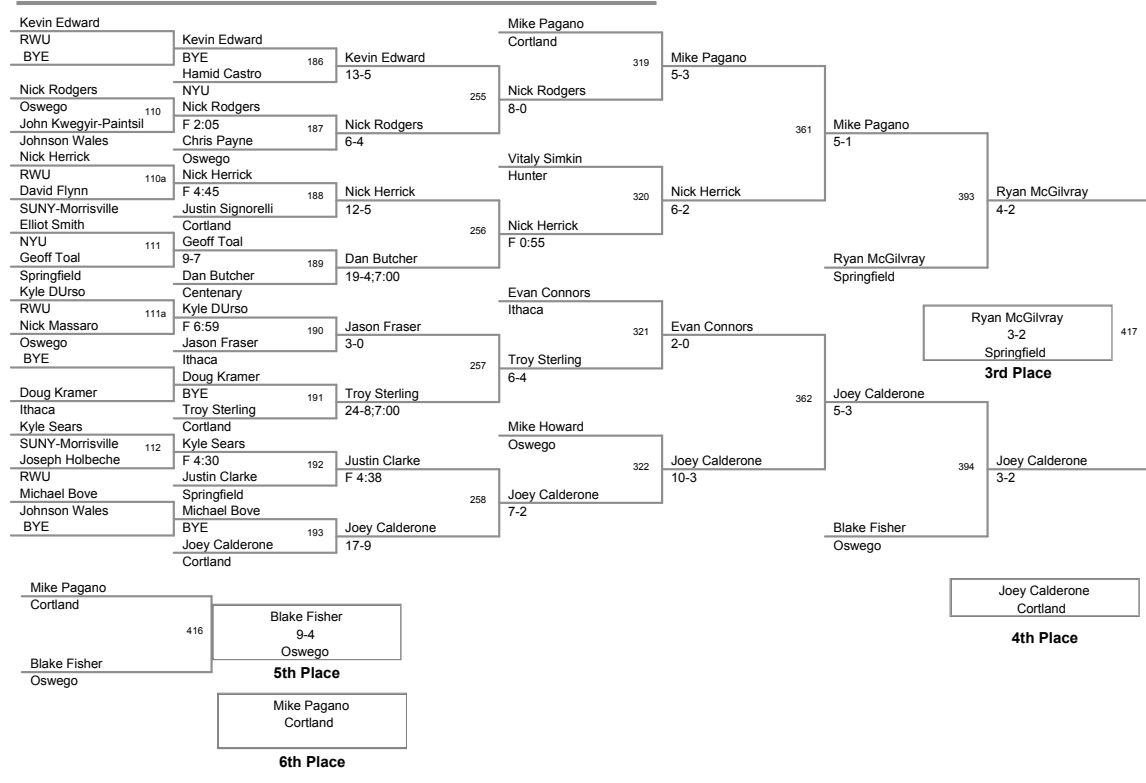 Kevin Edward
RWU
BYE
Nick Rodgers
Oswego
110
John Kwegyir-Paintsil
Johnson Wales
Nick Herrick
RWU
110a
David Flynn
SUNY-Morrisville
Elliot Smith
NYU
111
Geoff Toal
Springfield
Kyle DUrso
RWU
111a
Nick Massaro
Oswego
BYE
Doug Kramer
Ithaca
Kyle Sears
SUNY-Morrisville
112
Joseph Holbeche
RWU
Michael Bove
Johnson Wales
BYE
Kevin Edward
BYE
186
Hamid Castro
NYU
Nick Rodgers
F 2:05
187
Chris Payne
Oswego
Nick Herrick
F 4:45
188
Justin Signorelli
Cortland
Geoff Toal
9-7
189
Dan Butcher
Centenary
Kyle DUrso
F 6:59
190
Jason Fraser
Ithaca
Doug Kramer
BYE
191
Troy Sterling
Cortland
Kyle Sears
F 4:30
192
Justin Clarke
Springfield
Michael Bove
BYE
193
Joey Calderone
Cortland
Kevin Edward
13-5
255
Nick Rodgers
6-4
Nick Herrick
12-5
256
Dan Butcher
19-4;7:00
Jason Fraser
3-0
257
Troy Sterling
24-8;7:00
Justin Clarke
F 4:38
258
Joey Calderone
17-9
Mike Pagano
Cortland
319
Nick Rodgers
8-0
Vitaly Simkin
Hunter
320
Nick Herrick
F 0:55
Evan Connors
Ithaca
321
Troy Sterling
6-4
Mike Howard
Oswego
322
Joey Calderone
7-2
Mike Pagano
5-3
361
Nick Herrick
6-2
Evan Connors
2-0
362
Joey Calderone
10-3
Mike Pagano
5-1
393
Ryan McGilvray
Springfield
Joey Calderone
5-3
394
Blake Fisher
Oswego
Ryan McGilvray
4-2
Joey Calderone
3-2
Ryan McGilvray
3-2
Springfield
417
3rd Place
Joey Calderone
Cortland
4th Place
Mike Pagano
Cortland
416
Blake Fisher
Oswego
Blake Fisher
9-4
Oswego
5th Place
Mike Pagano
Cortland
6th Place